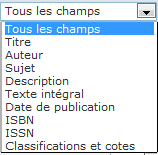 Tous les champs
Tous les champs
Titre
Auteur
Sujet
Description
Texte intégral
Date de publication
ISBN
ISSN
Classifications et cotes